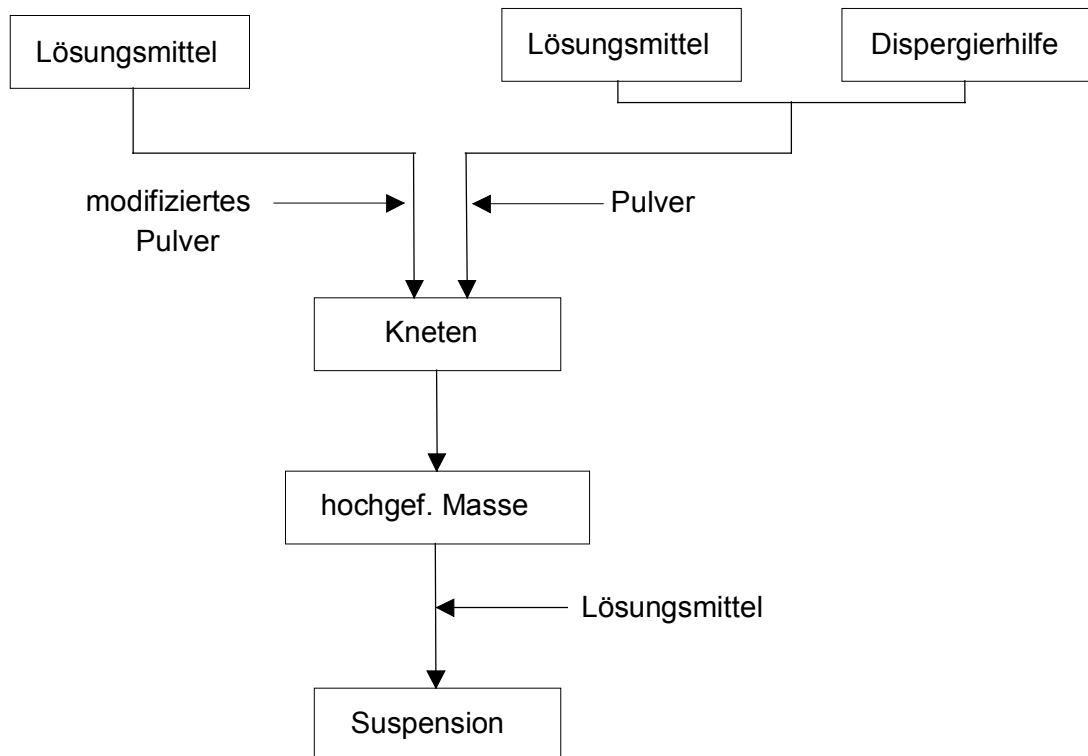 Lösungsmittel
Lösungsmittel
Dispergierhilfe
modifiziertes
Pulver
Pulver
Kneten
hochgef. Masse
Lösungsmittel
Suspension